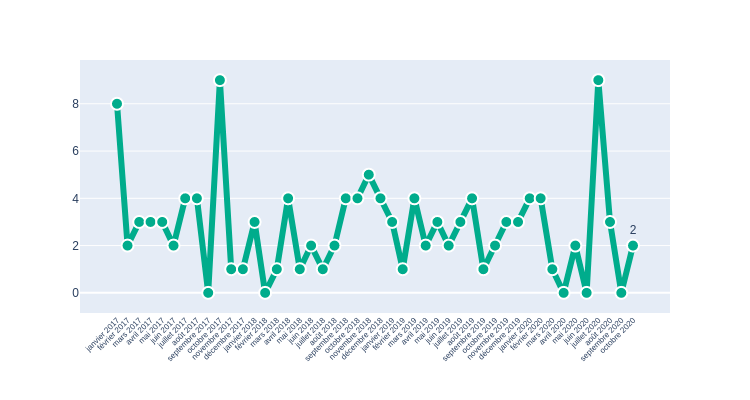 8
6
4
2
0
2
janvier 2017
février 2017
mars 2017
avril 2017
mai 2017
juin 2017
juillet 2017
août 2017
septembre 2017
octobre 2017
novembre 2017
décembre 2017
janvier 2018
février 2018
mars 2018
avril 2018
mai 2018
juin 2018
juillet 2018
août 2018
septembre 2018
octobre 2018
novembre 2018
décembre 2018
janvier 2019
février 2019
mars 2019
avril 2019
mai 2019
juin 2019
juillet 2019
août 2019
septembre 2019
octobre 2019
novembre 2019
décembre 2019
janvier 2020
février 2020
mars 2020
avril 2020
mai 2020
juin 2020
juillet 2020
août 2020
septembre 2020
octobre 2020